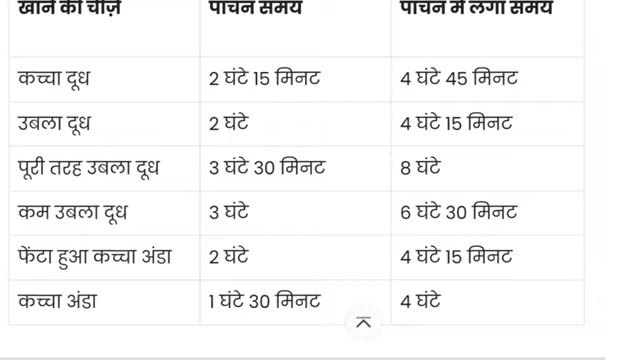 खाने की चीज़ें पाचन समय पाचन में लगा समय
कच्चा दूध 2 घंटे 15 मिनट 4 घंटे 45 मिनट
उबला दूध 2 घंटे 4 घंटे 15 मिनट
पूरी तरह उबला दूध 3 घंटे 30 मिनट 8 घंटे
कम उबला दूध 3 घंटे 6 घंटे 30 मिनट
फेंटा हुआ कच्चा अंडा 2 घंटे 4 घंटे 15 मिनट
कच्चा अंडा 1 घंटे 30 मिनट 4 घंटे